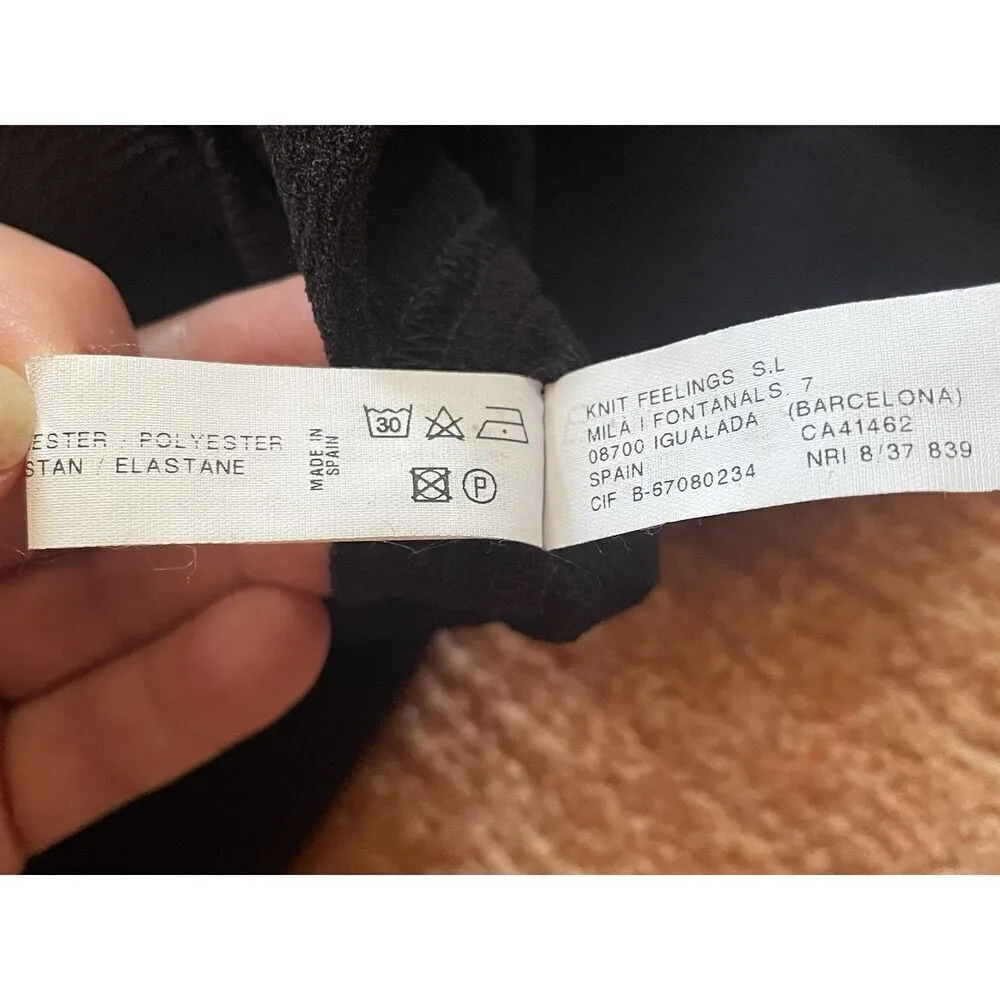 ESTER / POLYESTER
STAN / ELASTANE
MADE IN
SPAIN
30
P
KNIT FEELINGS S.L
MILA I FONTANALS. 7
08700 IGUALADA (BARCELONA)
SPAIN CA41462
CIF B-67080234 NRI 8/37 839